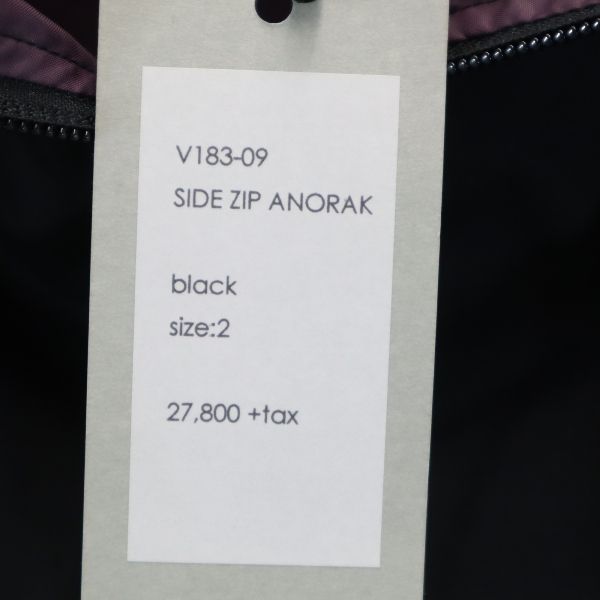 V183-09
SIDE ZIP ANORAK
black
size:2
27,800 +tax